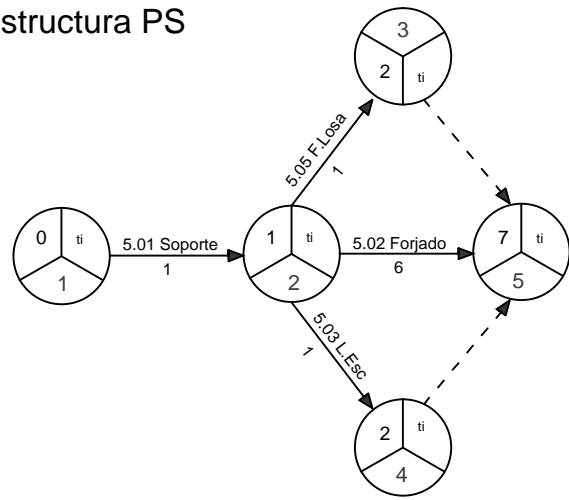 structura PS
3
2 ti
5.05 F.Losa
1
0 ti
1
5.01 Soporte
1
1 ti
2
5.02 Forjado
6
7 ti
5
5.03 L.Esc
1
2 ti
4